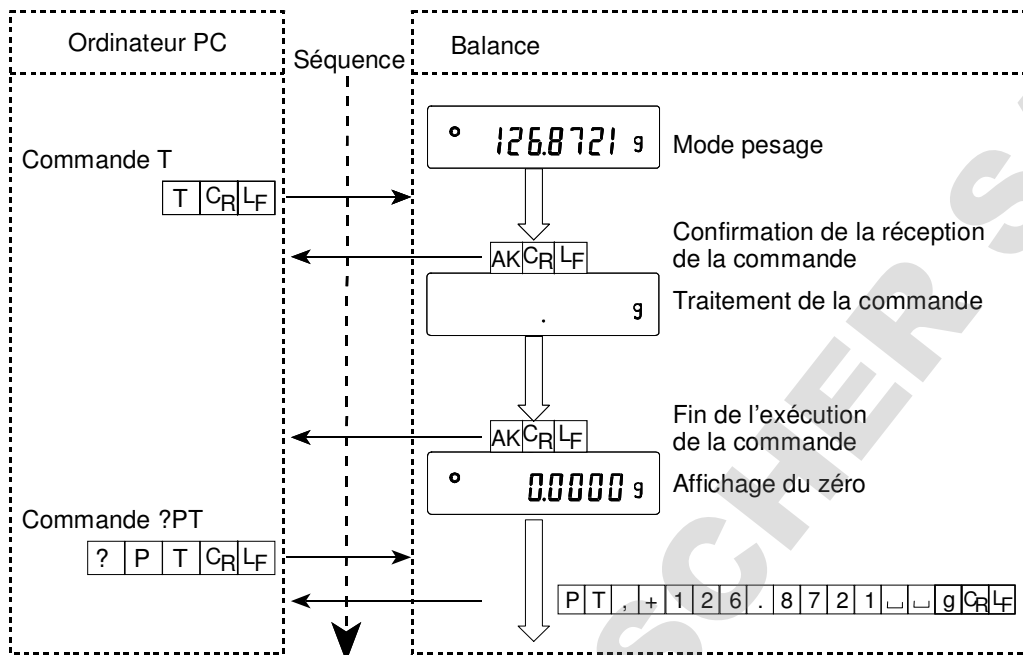 Ordinateur PC
Séquence
Balance
126.8721 g
Mode pesage
Commande T
T CR LF
Confirmation de la réception
de la commande
AK CR LF
Traitement de la commande
. g
Fin de l'exécution
de la commande
AK CR LF
0.0000 g
Affichage du zéro
Commande ?PT
? P T CR LF
P T , + 1 2 6 . 8 7 2 1 ␣ ␣ g CR LF
SCHER S